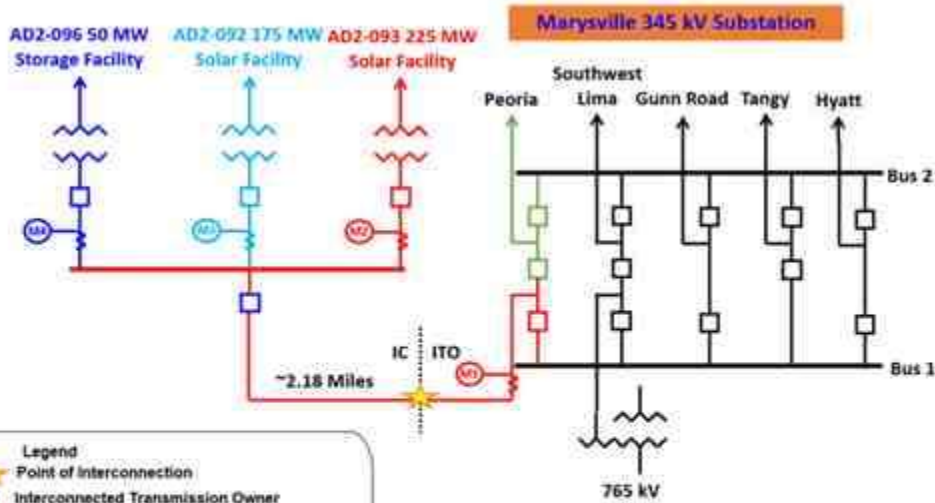 Marysville 345 kV Substation
AD2-096 50 MW
Storage Facility
AD2-092 175 MW
Solar Facility
AD2-093 225 MW
Solar Facility
Peoria
Southwest
Lima
Gunn Road
Tangy
Hyatt
Bus 2
M4
M2
IC
ITO
~2.18 Miles
Bus 1
765 kV
Legend
Point of Interconnection
Interconnected Transmission Owner